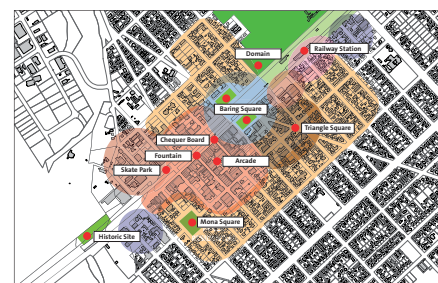 Railway Station
Domain
Baring Square
Triangle Square
Chequer Board
Fountain
Arcade
Skate Park
Mona Square
Historic Site